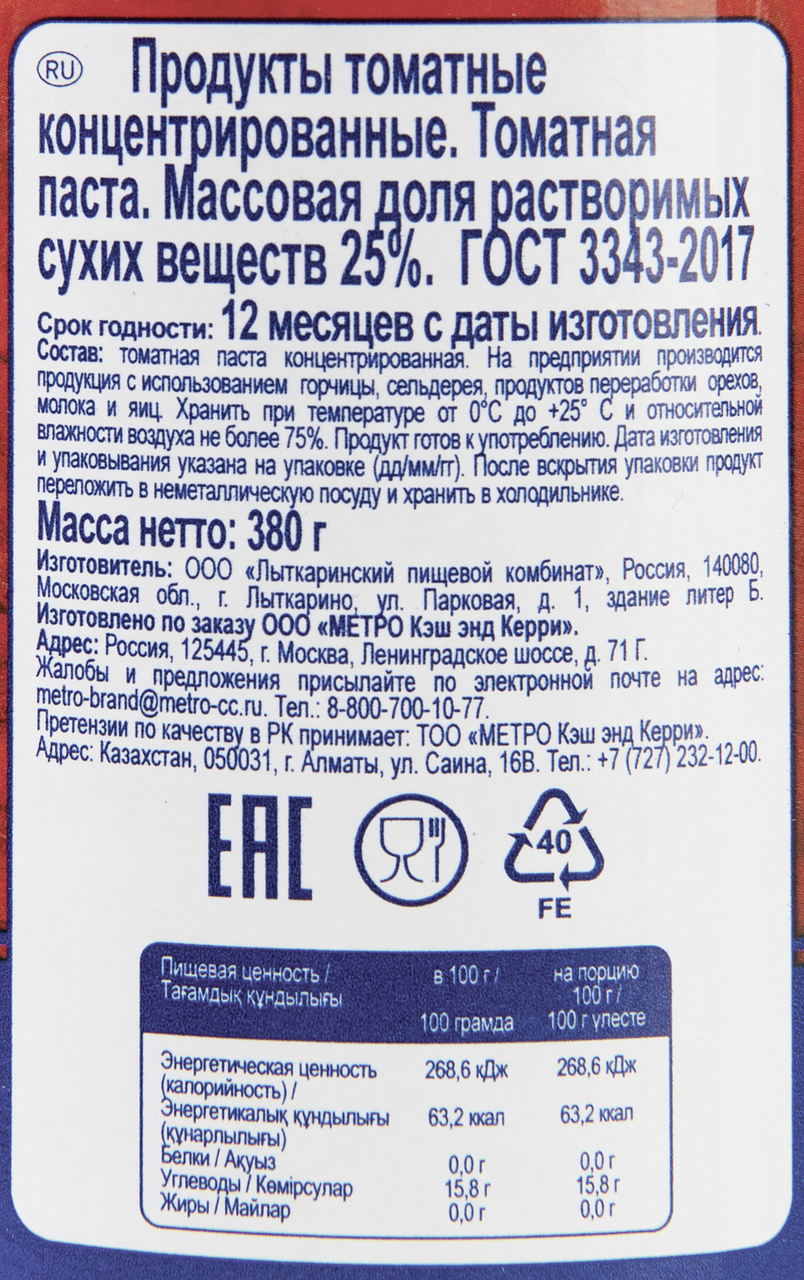 RU Продукты томатные
концентрированные. Томатная
паста. Массовая доля растворимых
сухих веществ 25%. ГОСТ 3343-2017
Срок годности: 12 месяцев с даты изготовления.
Состав: томатная паста концентрированная. На предприятии производится
продукция с использованием горчицы, сельдерея, продуктов переработки орехов,
молока и яиц. Хранить при температуре от 0°C до +25° C и относительной
влажности воздуха не более 75%. Продукт готов к употреблению. Дата изготовления
и упаковывания указана на упаковке (дд/мм/гг). После вскрытия упаковки продукт
переложить в неметаллическую посуду и хранить в холодильнике.
Масса нетто: 380 г
Изготовитель: ООО «Лыткаринский пищевой комбинат», Россия, 140080,
Московская обл., г. Лыткарино, ул. Парковая, д. 1, здание литер Б.
Изготовлено по заказу ООО «МЕТРО Кэш энд Керри».
Адрес: Россия, 125445, г. Москва, Ленинградское шоссе, д. 71 Г.
Жалобы и предложения присылайте по электронной почте на адрес:
metro-brand@metro-cc.ru. Тел.: 8-800-700-10-77.
Претензии по качеству в РК принимает: ТОО «МЕТРО Кэш энд Керри».
Адрес: Казахстан, 050031, г. Алматы, ул. Саина, 16В. Тел.: +7 (727) 232-12-00.
EAC 40
FE
Пищевая ценность / в 100 г / на порцию
Тағамдық құндылығы 100 г /
100 грамда 100 г үлесте
Энергетическая ценность 268,6 кДж 268,6 кДж
(калорийность) /
Энергетикалық құндылығы 63,2 ккал 63,2 ккал
(құнарлылығы)
Белки / Ақуыз 0,0 г 0,0 г
Углеводы / Көмірсулар 15,8 г 15,8 г
Жиры / Майлар 0,0 г 0,0 г